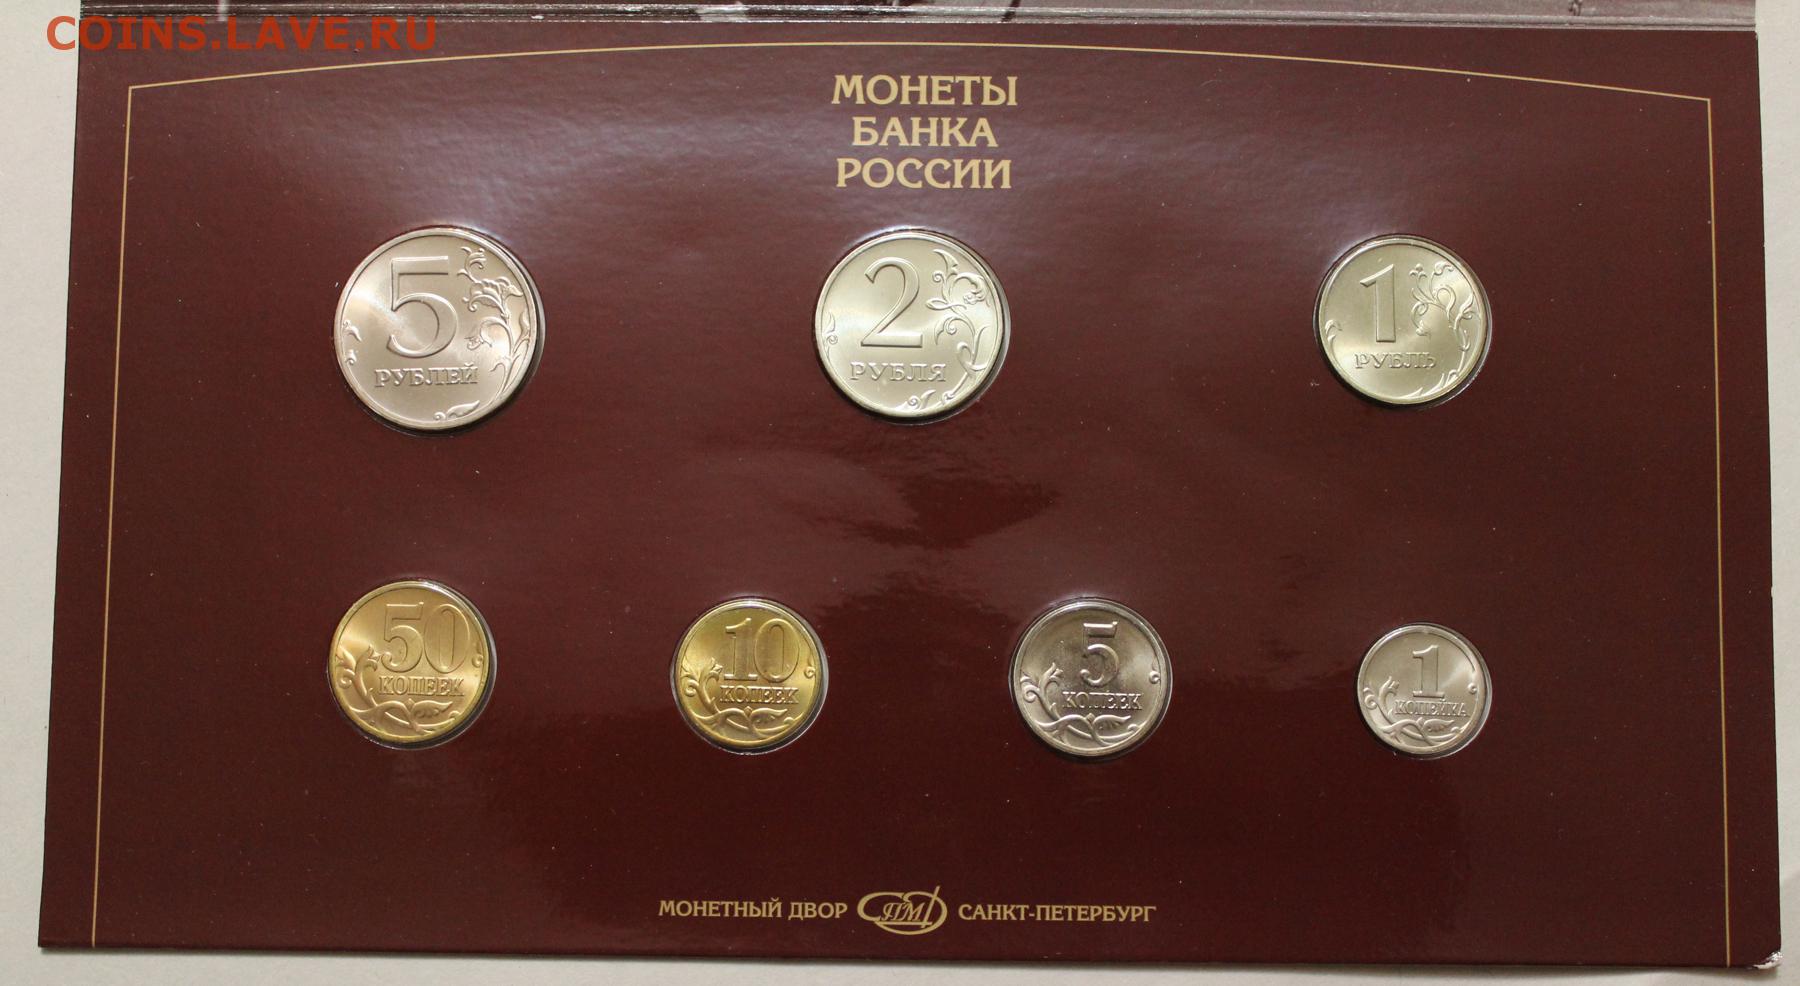 COINS.LAVE.RU
МОНЕТЫ
БАНКА
РОССИИ
5
РУБЛЕЙ
2
РУБЛЯ
1
РУБЛЬ
50
КОПЕЕК
10
КОПЕЕК
5
КОПЕЕК
1
КОПЕЙКА
МОНЕТНЫЙ ДВОР СПМД САНКТ-ПЕТЕРБУРГ